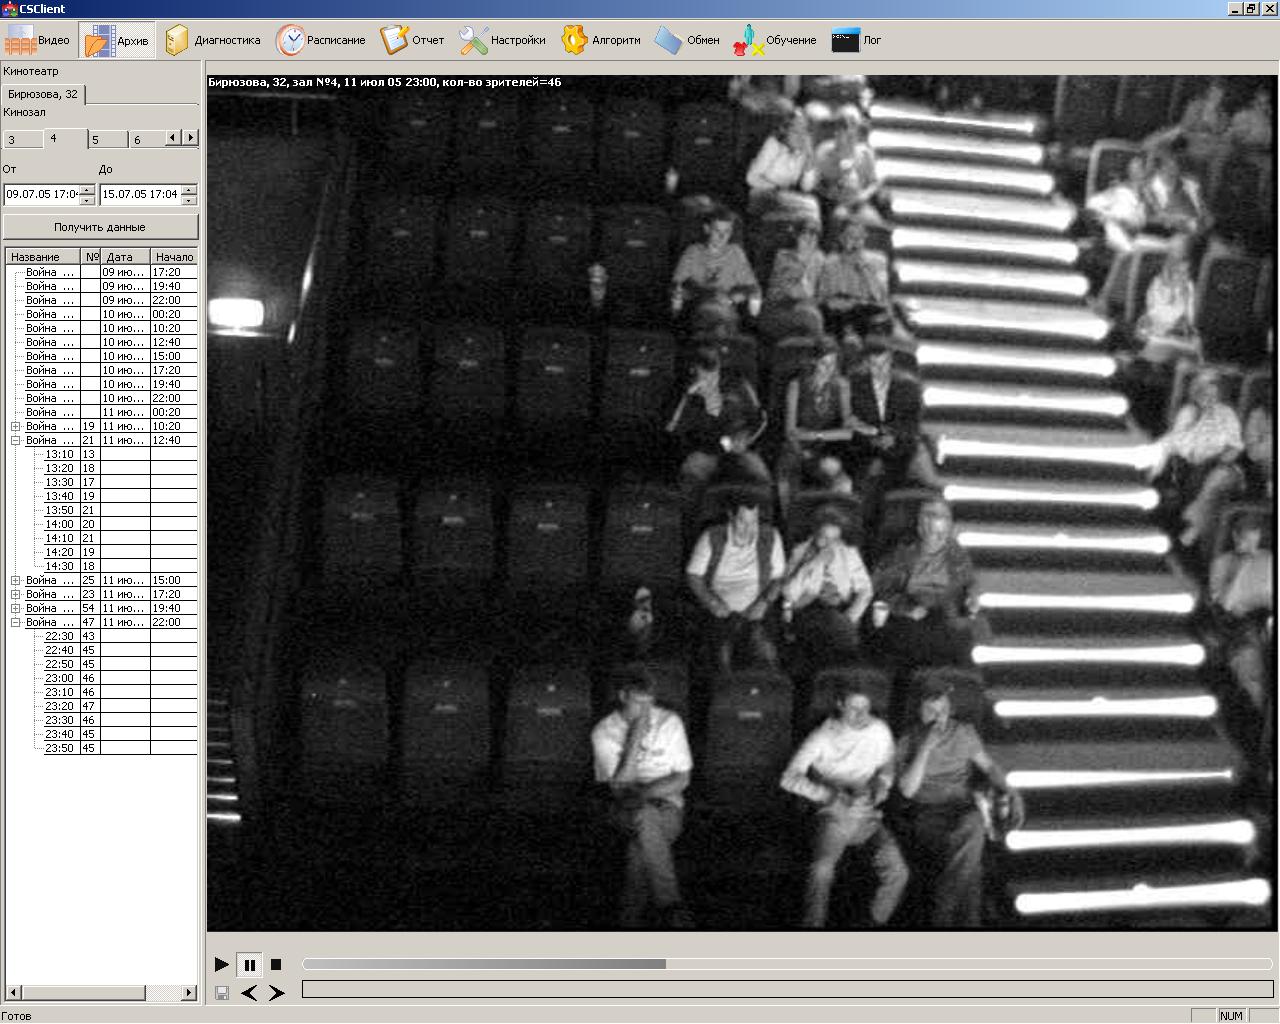 CSClient
Видео Архив Диагностика Расписание Отчет Настройки Алгоритм Обмен Обучение Лог
Кинотеатр
Бирюзова, 32
Кинозал
3 4 5 6
От До
09.07.05 17:04 15.07.05 17:04
Получить данные
Название № Дата Начало
Война ... 09 ию... 17:20
Война ... 09 ию... 19:40
Война ... 09 ию... 22:00
Война ... 10 ию... 00:20
Война ... 10 ию... 10:20
Война ... 10 ию... 12:40
Война ... 10 ию... 15:00
Война ... 10 ию... 17:20
Война ... 10 ию... 19:40
Война ... 10 ию... 22:00
Война ... 11 ию... 00:20
Война ... 19 11 ию... 10:20
Война ... 21 11 ию... 12:40
13:10 13
13:20 18
13:30 17
13:40 19
13:50 21
14:00 20
14:10 21
14:20 19
14:30 18
Война ... 25 11 ию... 15:00
Война ... 23 11 ию... 17:20
Война ... 54 11 ию... 19:40
Война ... 47 11 ию... 22:00
22:30 43
22:40 45
22:50 45
23:00 46
23:10 46
23:20 47
23:30 46
23:40 45
23:50 45
Бирюзова, 32, зал №4, 11 июл 05 23:00, кол-во зрителей=46
Готов
NUM